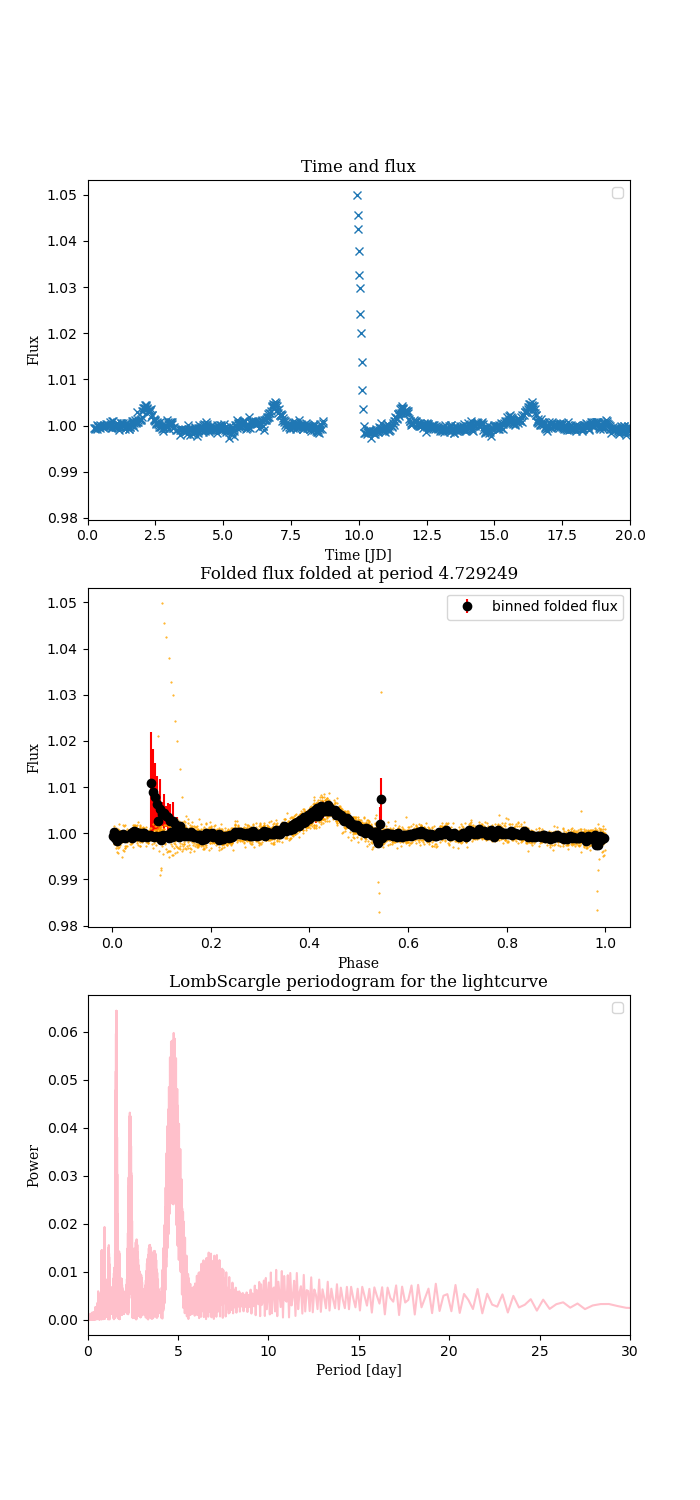 Time and flux
1.05
1.04
1.03
1.02
1.01
1.00
0.99
0.98
Flux
0.0 2.5 5.0 7.5 10.0 12.5 15.0 17.5 20.0
Time [JD]
Folded flux folded at period 4.729249
binned folded flux
1.05
1.04
1.03
1.02
1.01
1.00
0.99
0.98
Flux
0.0 0.2 0.4 0.6 0.8 1.0
Phase
LombScargle periodogram for the lightcurve
0.06
0.05
0.04
0.03
0.02
0.01
0.00
Power
0 5 10 15 20 25 30
Period [day]